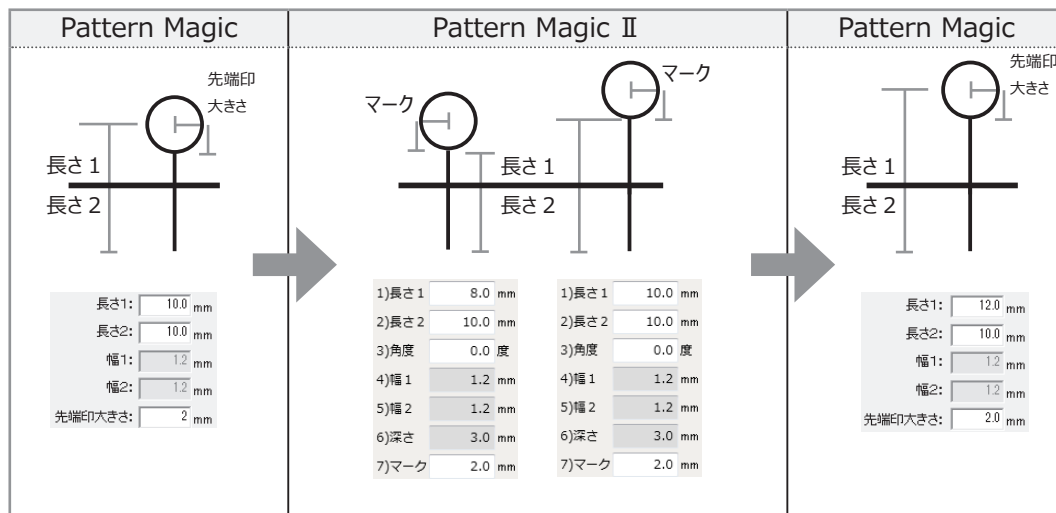 Pattern Magic
先端印
大きさ
長さ1
長さ2
長さ1: 10.0 mm
長さ2: 10.0 mm
幅1: 1.2 mm
幅2: 1.2 mm
先端印大きさ: 2 mm
Pattern Magic Ⅱ
マーク
マーク
長さ1
長さ2
1)長さ1 8.0 mm
2)長さ2 10.0 mm
3)角度 0.0 度
4)幅1 1.2 mm
5)幅2 1.2 mm
6)深さ 3.0 mm
7)マーク 2.0 mm
1)長さ1 10.0 mm
2)長さ2 10.0 mm
3)角度 0.0 度
4)幅1 1.2 mm
5)幅2 1.2 mm
6)深さ 3.0 mm
7)マーク 2.0 mm
Pattern Magic
先端印
大きさ
長さ1
長さ2
長さ1: 12.0 mm
長さ2: 10.0 mm
幅1: 1.2 mm
幅2: 1.2 mm
先端印大きさ: 2.0 mm